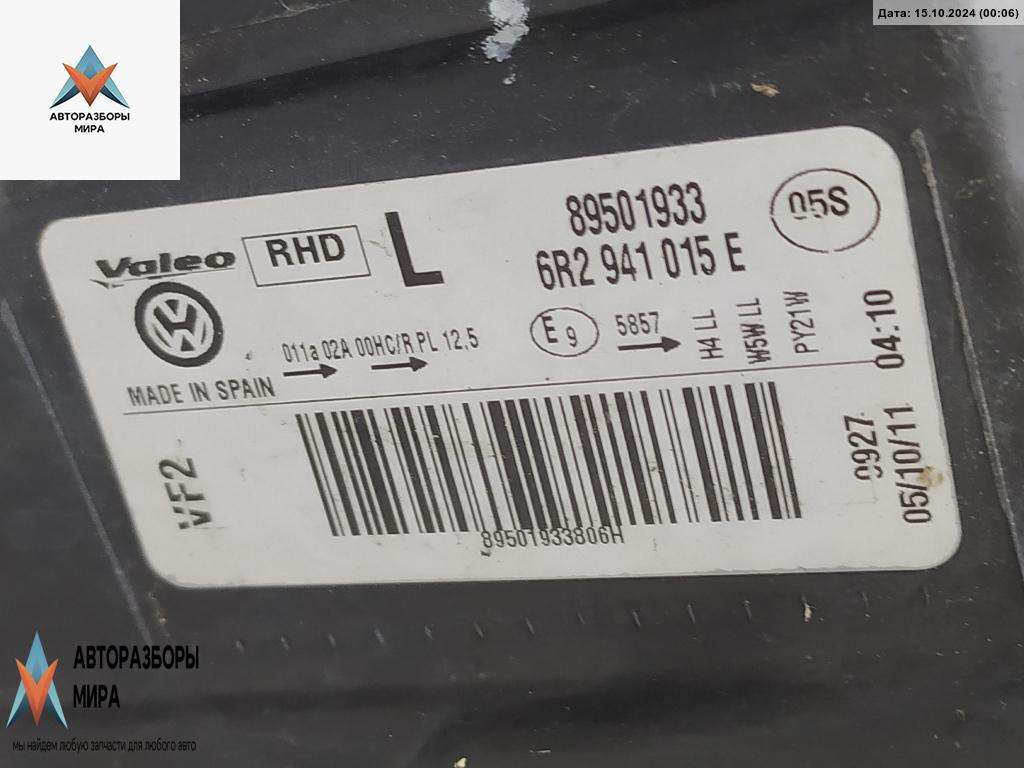 Дата: 15.10.2024 (00:06)
АВТОРАЗБОРЫ
МИРА
Valeo
RHD
L
89501933
6R2 941 015 E
05S
011a 02A 00HC/R PL 12,5
E 9
5857
H4 LL
W5W LL
PY21W
04:10
MADE IN SPAIN
VF2
89501933806H
0927
05/10/11
АВТОРАЗБОРЫ
МИРА
мы найдем любую запчасти для любого авто